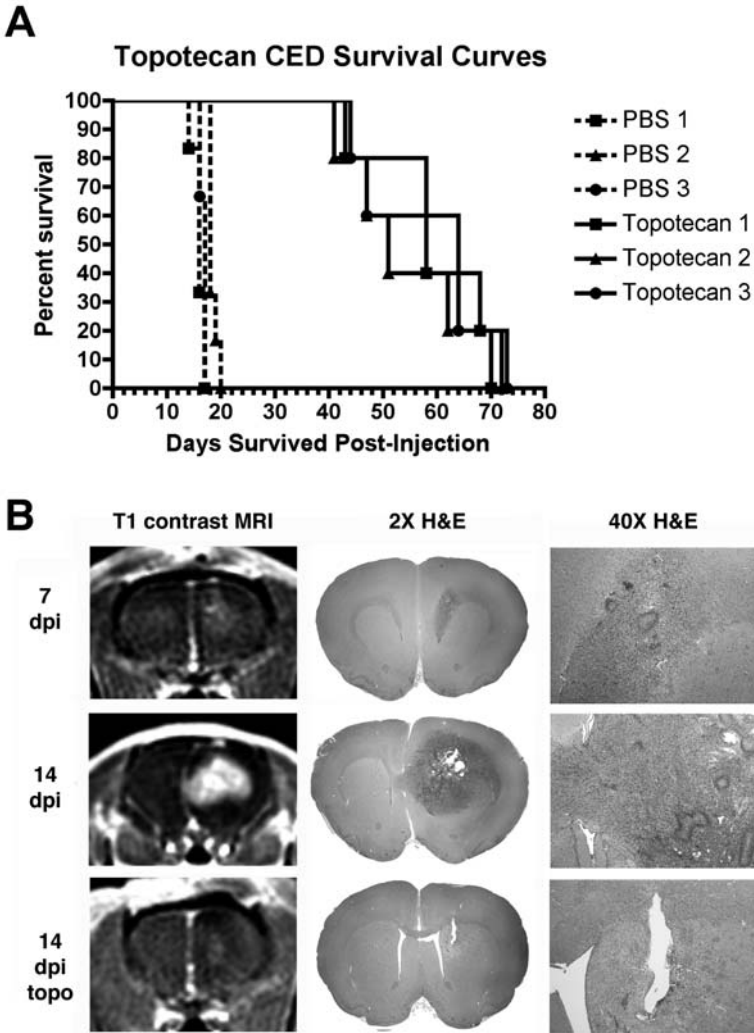 A
Topotecan CED Survival Curves
Percent survival
100
90
80
70
60
50
40
30
20
10
0
0 10 20 30 40 50 60 70 80
Days Survived Post-Injection
PBS 1
PBS 2
PBS 3
Topotecan 1
Topotecan 2
Topotecan 3
B
T1 contrast MRI 2X H&E 40X H&E
7
dpi
14
dpi
14
dpi
topo